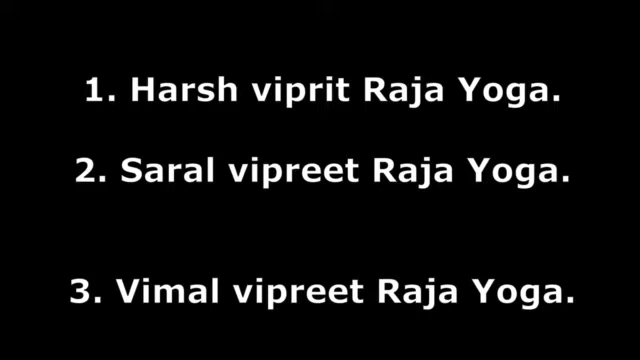 1. Harsh viprit Raja Yoga.
2. Saral vipreet Raja Yoga.
3. Vimal vipreet Raja Yoga.